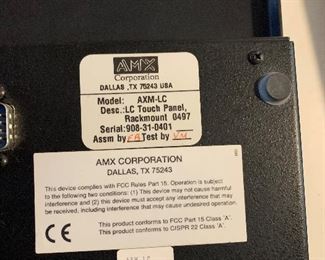 AMX
Corporation
DALLAS ,TX 75243 USA
Model: AXM-LC
Desc.:LC Touch Panel,
Rackmount 0497
Serial:908-31-0401
Assm by EA Test by VM
AMX CORPORATION
DALLAS, TX 75243
This device complies with FCC Rules Part 15. Operation is subject
to the following two conditions: (1) This device may not cause harmful
interference and (2) this device must accept any interference that may
be received including interference that may cause undesired operation.
CE
This product conforms to FCC Part 15 Class 'A'.
This product conforms to CISPR 22 Class 'A'.